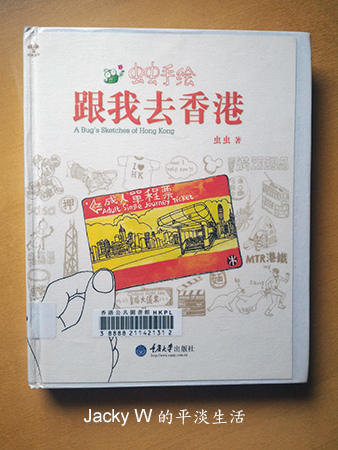 虫虫手绘
跟我去香港
A Bug's Sketches of Hong Kong
虫虫 著
I
HK
押
成人單程票
Adult Single Journey Ticket
MTR港鐵
香港公共圖書館 HKPL
3 8888 21142131 2
重庆大学出版社
Jacky W 的平淡生活